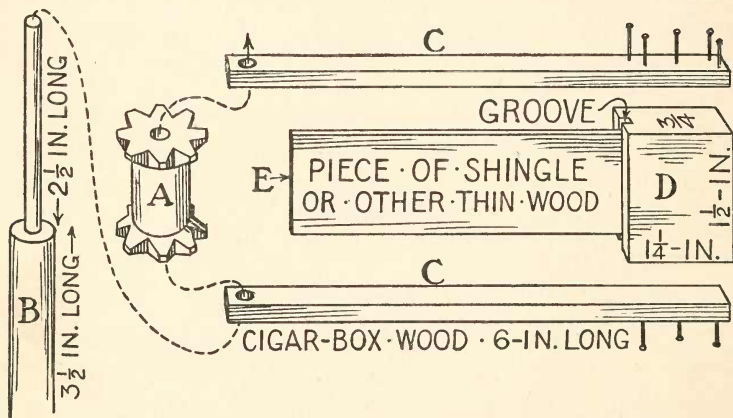 C
GROOVE
3/4
E
PIECE·OF·SHINGLE
OR·OTHER·THIN·WOOD
D
1 1/2-IN.
1 1/4-IN.
A
B
2 1/2 IN. LONG
3 1/2 IN. LONG
C
CIGAR-BOX·WOOD·6-IN. LONG